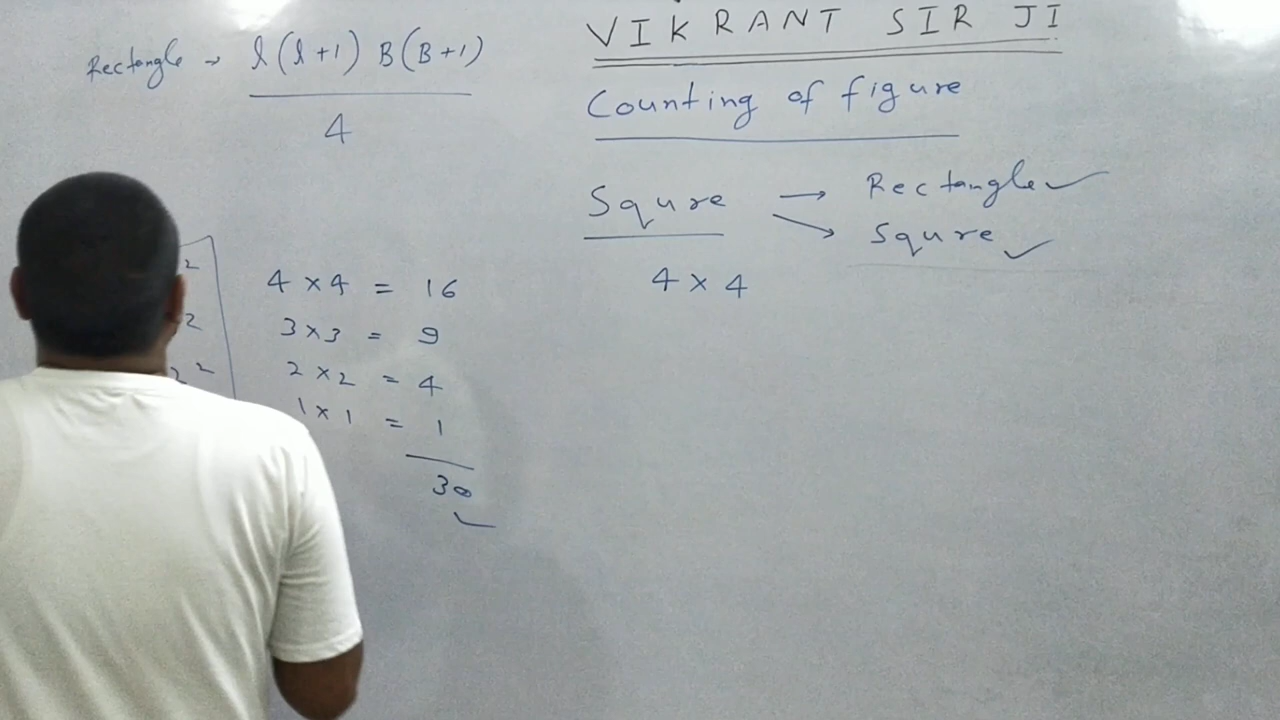 Rectangle → l(l+1) B(B+1)
4
VIKRANT SIR JI
Counting of figure
Squre → Rectangle ✓
→ Squre ✓
4 × 4
4 × 4 = 16
3 × 3 = 9
2 × 2 = 4
1 × 1 = 1
30 ✓